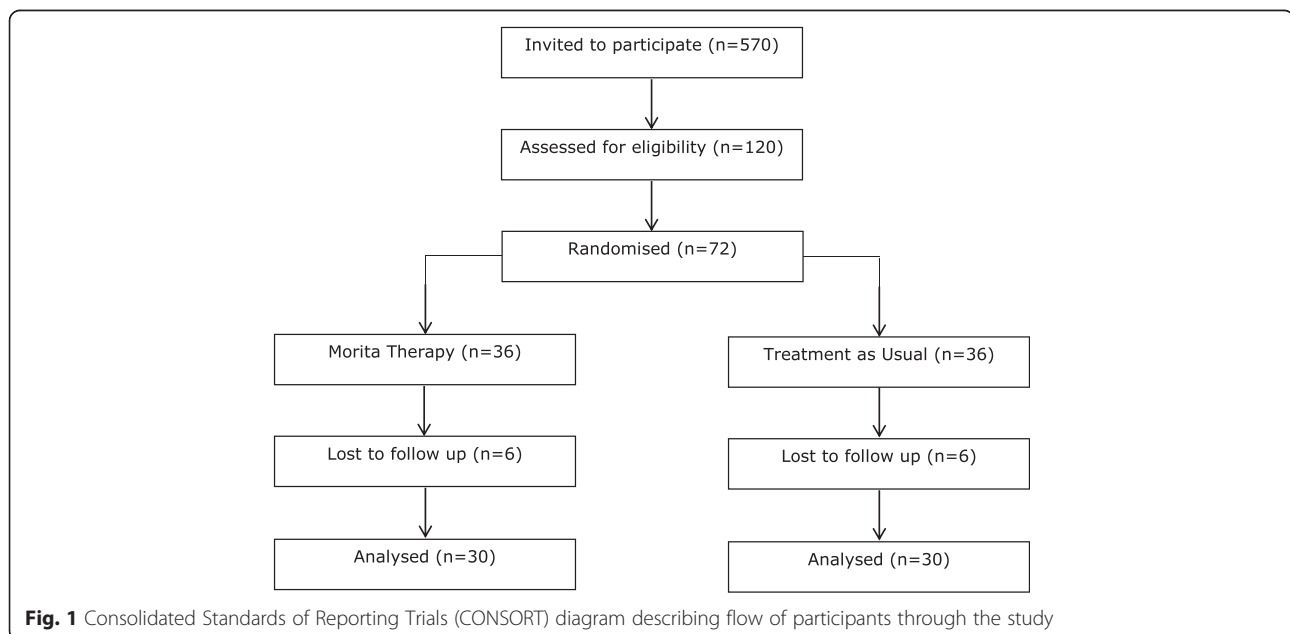 Invited to participate (n=570)
Assessed for eligibility (n=120)
Randomised (n=72)
Morita Therapy (n=36)
Treatment as Usual (n=36)
Lost to follow up (n=6)
Lost to follow up (n=6)
Analysed (n=30)
Analysed (n=30)
Fig. 1 Consolidated Standards of Reporting Trials (CONSORT) diagram describing flow of participants through the study